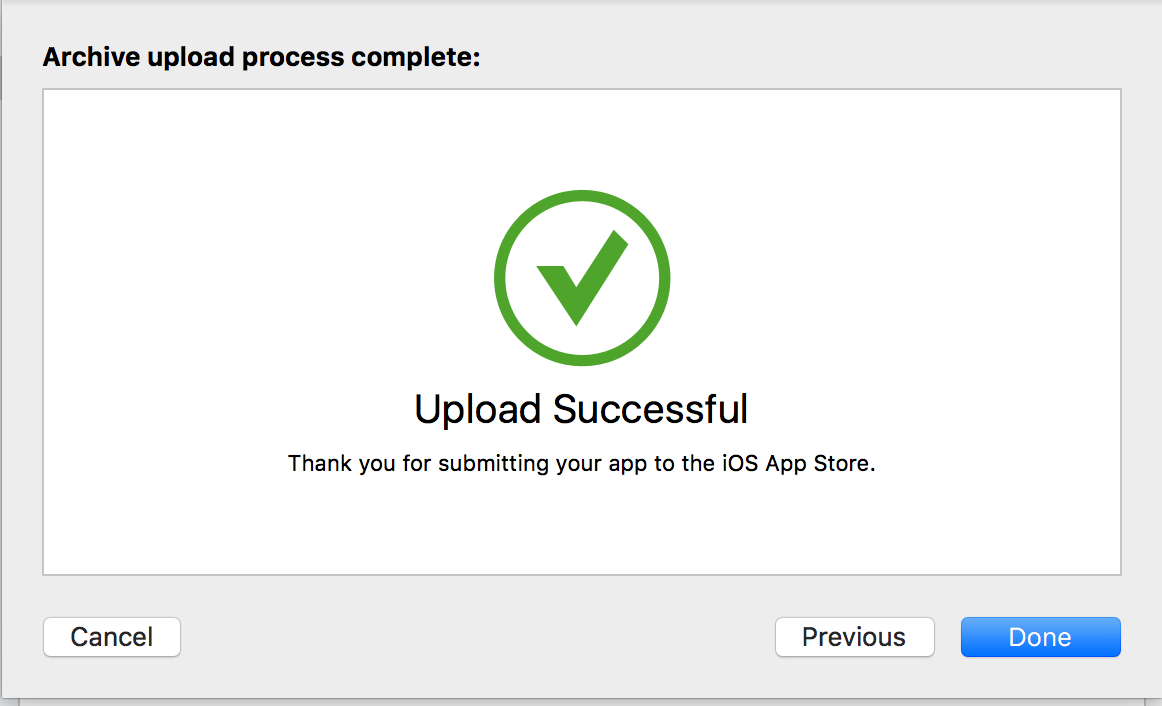 Archive upload process complete:
Upload Successful
Thank you for submitting your app to the iOS App Store.
Cancel
Previous
Done